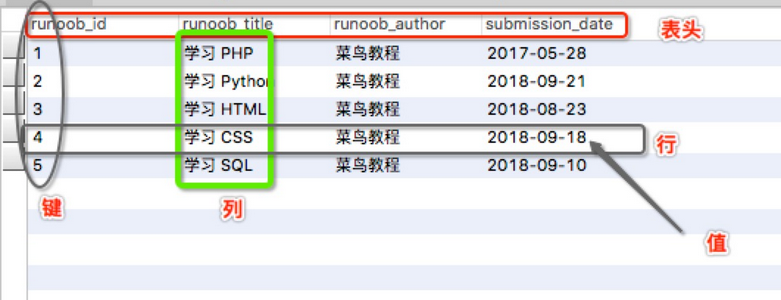 runoob_id runoob_title runoob_author submission_date 表头
1 学习 PHP 菜鸟教程 2017-05-28
2 学习 Python 菜鸟教程 2018-09-21
3 学习 HTML 菜鸟教程 2018-08-23
4 学习 CSS 菜鸟教程 2018-09-18 行
5 学习 SQL 菜鸟教程 2018-09-10
键 列
值